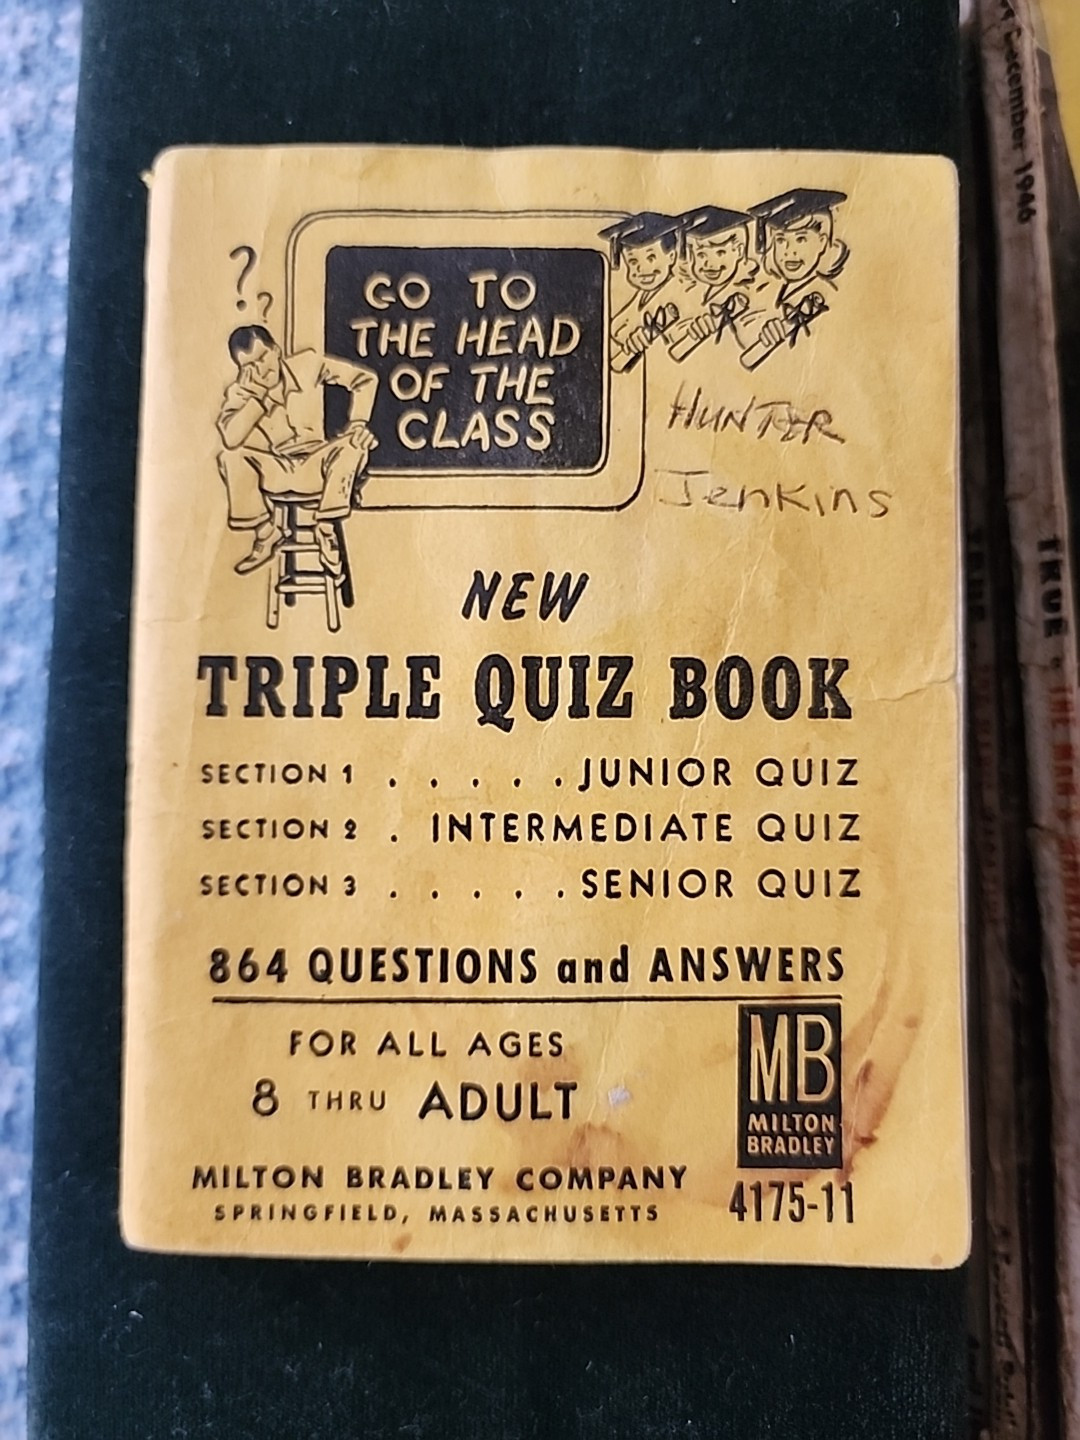 ? ?
GO TO
THE HEAD
OF THE
CLASS
HUNTER
Jenkins
NEW
TRIPLE QUIZ BOOK
SECTION 1 . . . . . JUNIOR QUIZ
SECTION 2 . INTERMEDIATE QUIZ
SECTION 3 . . . . . SENIOR QUIZ
864 QUESTIONS and ANSWERS
FOR ALL AGES
8 THRU ADULT
MB
MILTON
BRADLEY
MILTON BRADLEY COMPANY
SPRINGFIELD, MASSACHUSETTS
4175-11
December 1946
TRUE